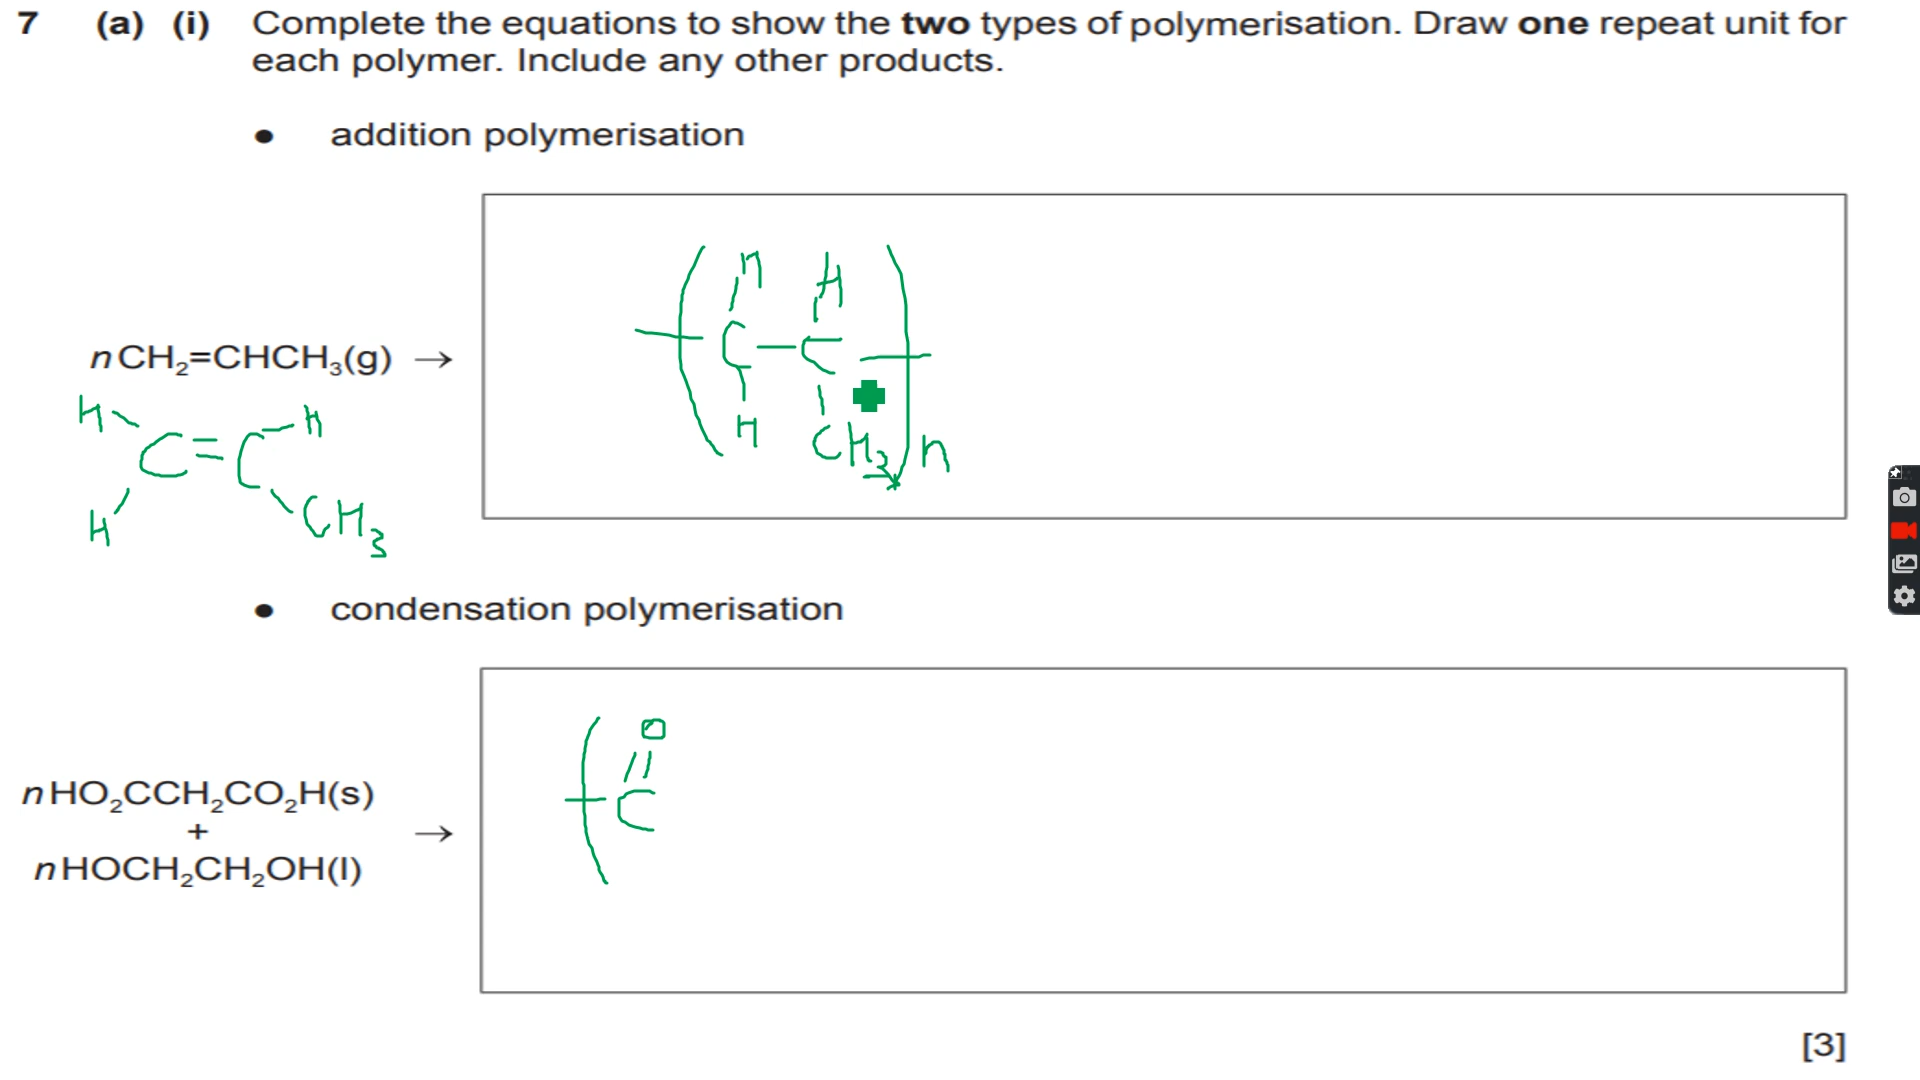 7 (a) (i) Complete the equations to show the two types of polymerisation. Draw one repeat unit for
each polymer. Include any other products.
• addition polymerisation
H H
C — C
H CH3 n
nCH₂=CHCH₃(g) →
H H
C=C
H CH3
• condensation polymerisation
O
C
nHO₂CCH₂CO₂H(s)
+
→
nHOCH₂CH₂OH(l)
[3]